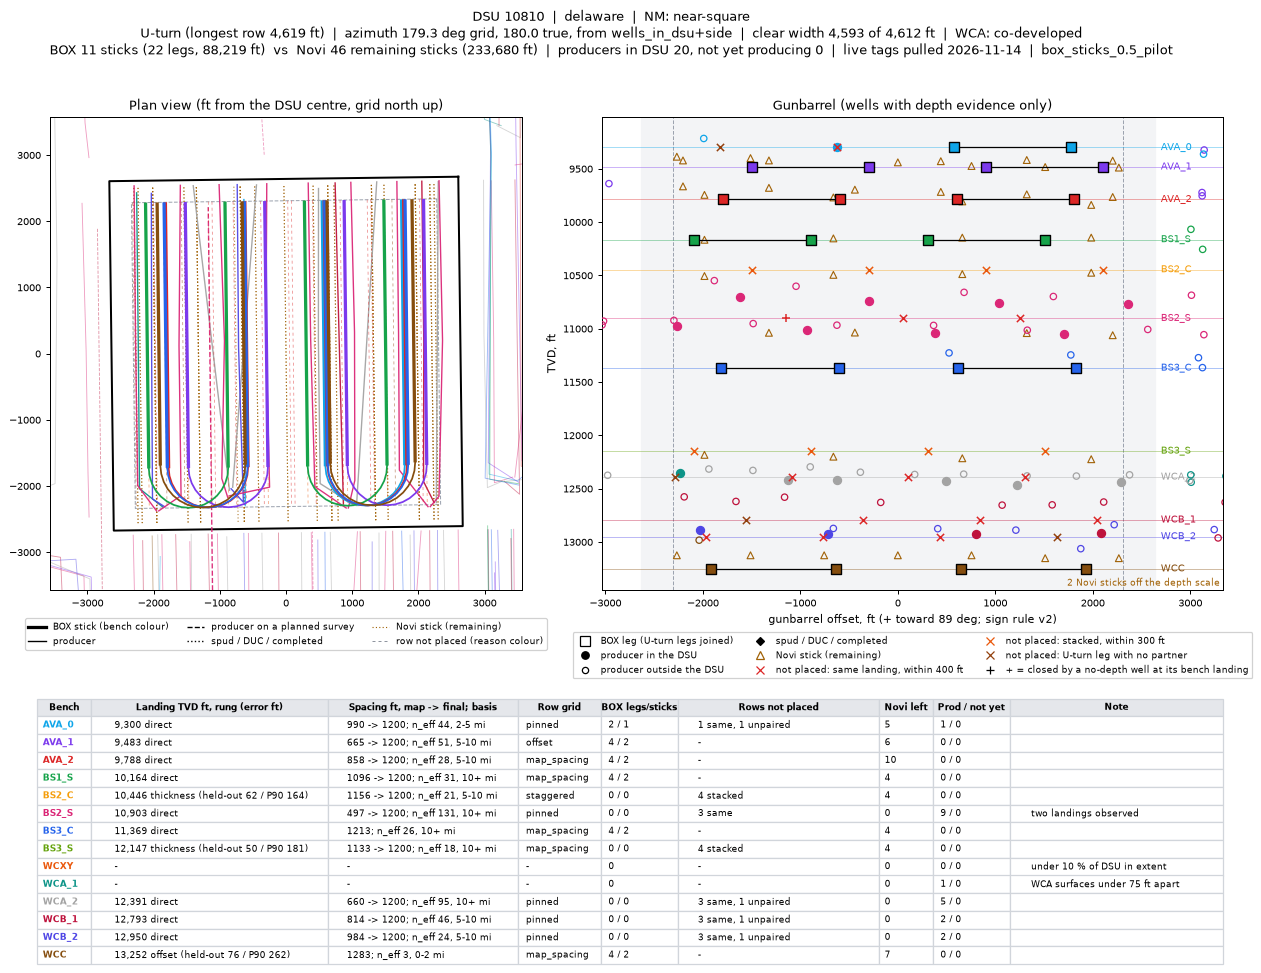 DSU 10810 | delaware | NM: near-square
U-turn (longest row 4,619 ft) | azimuth 179.3 deg grid, 180.0 true, from wells_in_dsu+side | clear width 4,593 of 4,612 ft | WCA: co-developed
BOX 11 sticks (22 legs, 88,219 ft) vs Novi 46 remaining sticks (233,680 ft) | producers in DSU 20, not yet producing 0 | live tags pulled 2026-11-14 | box_sticks_0.5_pilot
Plan view (ft from the DSU centre, grid north up)
3000
2000
1000
0
−1000
−2000
−3000
−3000 −2000 −1000 0 1000 2000 3000
BOX stick (bench colour)
producer
producer on a planned survey
spud / DUC / completed
Novi stick (remaining)
row not placed (reason colour)
Gunbarrel (wells with depth evidence only)
TVD, ft
9500
10000
10500
11000
11500
12000
12500
13000
AVA_0
AVA_1
AVA_2
BS1_S
BS2_C
BS2_S
BS3_C
BS3_S
WCA_2
WCB_1
WCB_2
WCC
2 Novi sticks off the depth scale
−3000 −2000 −1000 0 1000 2000 3000
gunbarrel offset, ft (+ toward 89 deg; sign rule v2)
BOX leg (U-turn legs joined)
producer in the DSU
producer outside the DSU
spud / DUC / completed
Novi stick (remaining)
not placed: same landing, within 400 ft
not placed: stacked, within 300 ft
not placed: U-turn leg with no partner
+ = closed by a no-depth well at its bench landing
Bench Landing TVD ft, rung (error ft) Spacing ft, map -> final; basis Row grid BOX legs/sticks Rows not placed Novi left Prod / not yet Note
AVA_0 9,300 direct 990 -> 1200; n_eff 44, 2-5 mi pinned 2 / 1 1 same, 1 unpaired 5 1 / 0
AVA_1 9,483 direct 665 -> 1200; n_eff 51, 5-10 mi offset 4 / 2 - 6 0 / 0
AVA_2 9,788 direct 858 -> 1200; n_eff 28, 5-10 mi map_spacing 4 / 2 - 10 0 / 0
BS1_S 10,164 direct 1096 -> 1200; n_eff 31, 10+ mi map_spacing 4 / 2 - 4 0 / 0
BS2_C 10,446 thickness (held-out 62 / P90 164) 1156 -> 1200; n_eff 21, 5-10 mi staggered 0 / 0 4 stacked 4 0 / 0
BS2_S 10,903 direct 497 -> 1200; n_eff 131, 10+ mi pinned 0 / 0 3 same 0 9 / 0 two landings observed
BS3_C 11,369 direct 1213; n_eff 26, 10+ mi map_spacing 4 / 2 - 4 0 / 0
BS3_S 12,147 thickness (held-out 50 / P90 181) 1133 -> 1200; n_eff 18, 10+ mi map_spacing 0 / 0 4 stacked 4 0 / 0
WCXY - - 0 - 0 0 / 0 under 10 % of DSU in extent
WCA_1 - - 0 - 0 1 / 0 WCA surfaces under 75 ft apart
WCA_2 12,391 direct 660 -> 1200; n_eff 95, 10+ mi pinned 0 / 0 3 same, 1 unpaired 0 5 / 0
WCB_1 12,793 direct 814 -> 1200; n_eff 46, 5-10 mi pinned 0 / 0 3 same, 1 unpaired 0 2 / 0
WCB_2 12,950 direct 984 -> 1200; n_eff 24, 5-10 mi pinned 0 / 0 3 same, 1 unpaired 0 2 / 0
WCC 13,252 offset (held-out 76 / P90 262) 1283; n_eff 3, 0-2 mi map_spacing 4 / 2 - 7 0 / 0